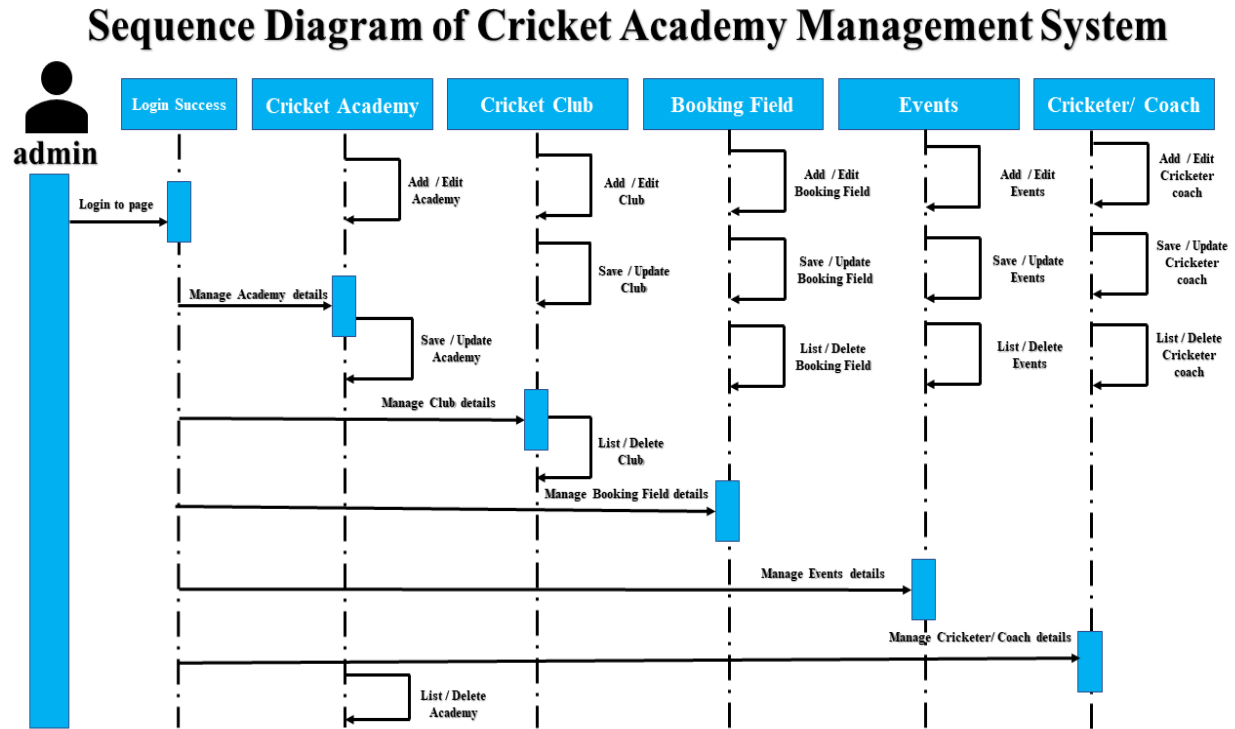 Sequence Diagram of Cricket Academy Management System
admin
Login Success
Cricket Academy
Cricket Club
Booking Field
Events
Cricketer/ Coach
Login to page
Add / Edit
Academy
Add / Edit
Club
Add / Edit
Booking Field
Add / Edit
Events
Add / Edit
Cricketer
coach
Save / Update
Club
Save / Update
Booking Field
Save / Update
Events
Save / Update
Cricketer
coach
Manage Academy details
Save / Update
Academy
List / Delete
Booking Field
List / Delete
Events
List / Delete
Cricketer
coach
Manage Club details
List / Delete
Club
Manage Booking Field details
Manage Events details
Manage Cricketer/ Coach details
List / Delete
Academy